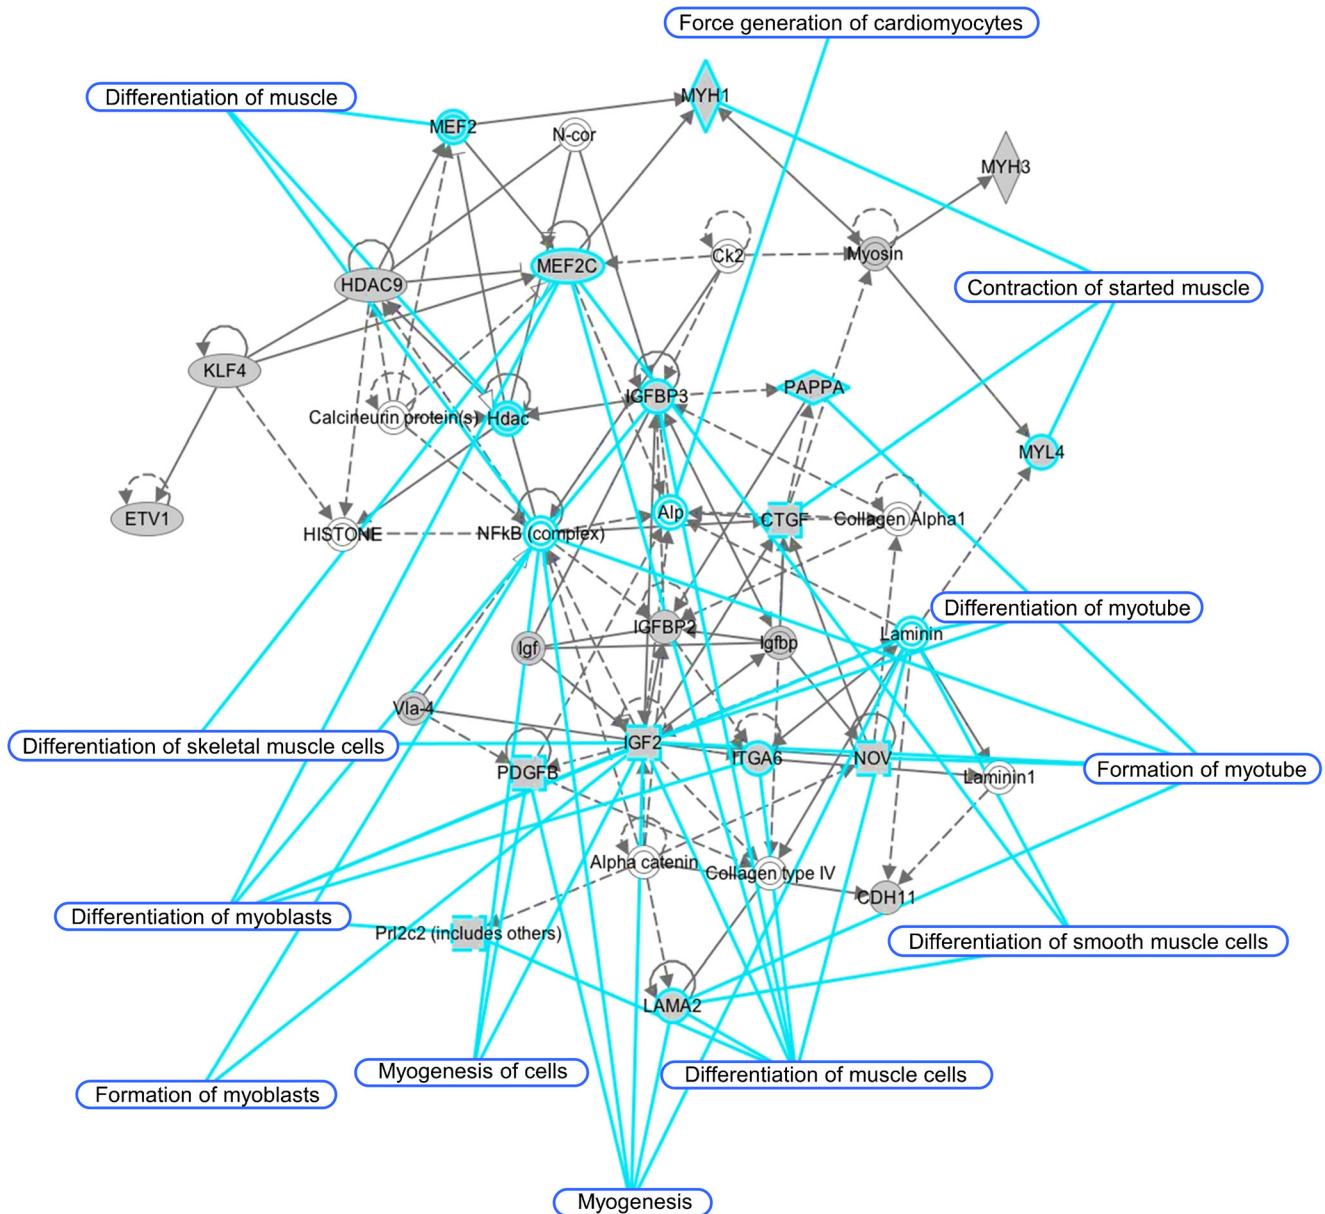 Force generation of cardiomyocytes
Differentiation of muscle
MYH1
MEF2
N-cor
MYH3
Ck2
Myosin
MEF2C
HDAC9
Contraction of started muscle
KLF4
PAPPA
IGFBP3
Calcineurin protein(s)
Hdac
MYL4
Alp
ETV1
CTGF
Collagen Alpha1
HISTONE
NFkB (complex)
Differentiation of myotube
IGFBP2
Laminin
Igf
Igfbp
Vla-4
Differentiation of skeletal muscle cells
IGF2
ITGA6
NOV
PDGFB
Laminin1
Formation of myotube
Alpha catenin
Collagen type IV
CDH11
Differentiation of myoblasts
Prl2c2 (includes others)
Differentiation of smooth muscle cells
LAMA2
Myogenesis of cells
Differentiation of muscle cells
Formation of myoblasts
Myogenesis